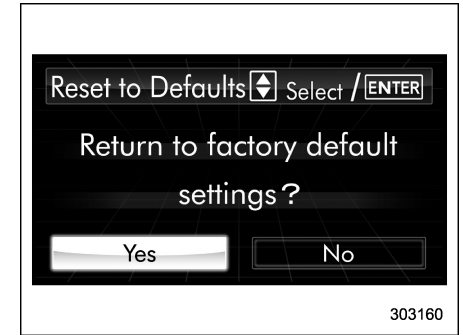 Reset to Defaults Select / ENTER
Return to factory default
settings?
Yes No
303160